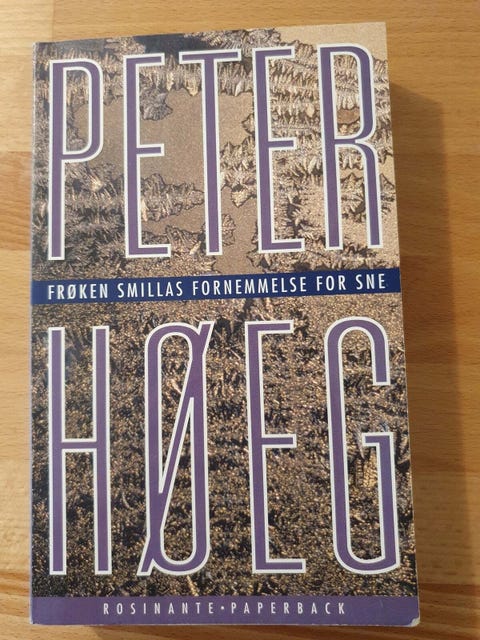 PETER
FRØKEN SMILLAS FORNEMMELSE FOR SNE
HØEG
ROSINANTE • PAPERBACK